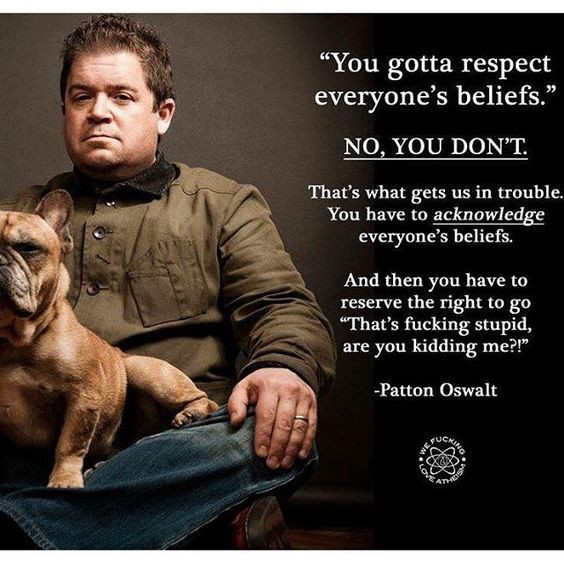 “You gotta respect
everyone’s beliefs.”
NO, YOU DON’T.
That’s what gets us in trouble.
You have to acknowledge
everyone’s beliefs.
And then you have to
reserve the right to go
“That’s fucking stupid,
are you kidding me?!”
-Patton Oswalt
WE FUCKING
LOVE ATHEISM